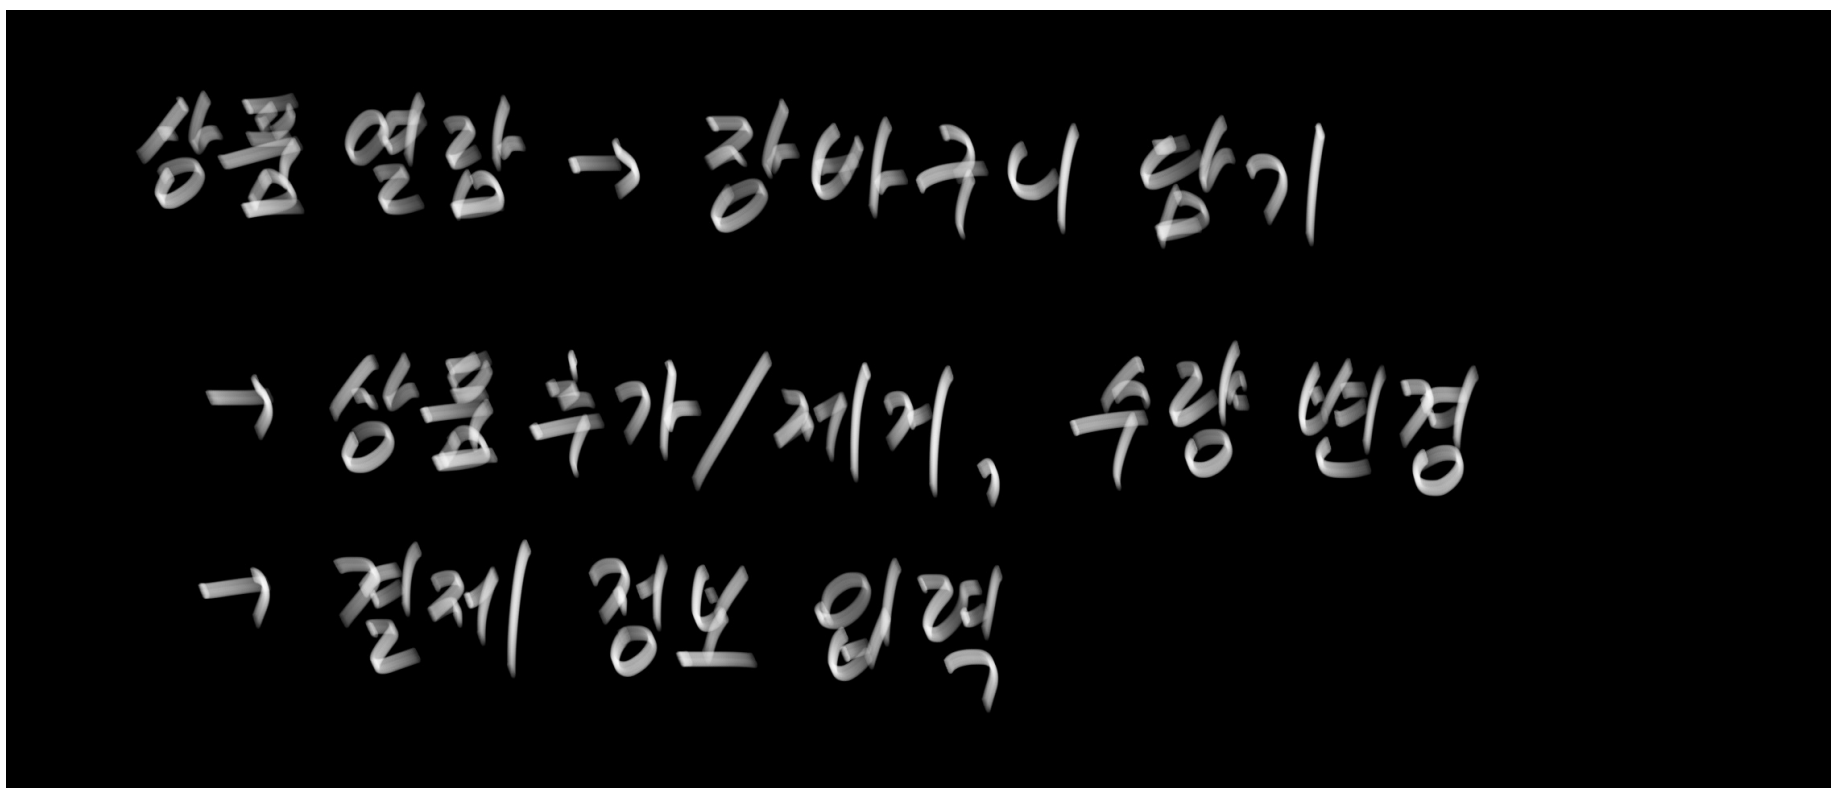 상품 열람 → 장바구니 담기
→ 상품 추가/제거, 수량 변경
→ 결제 정보 입력